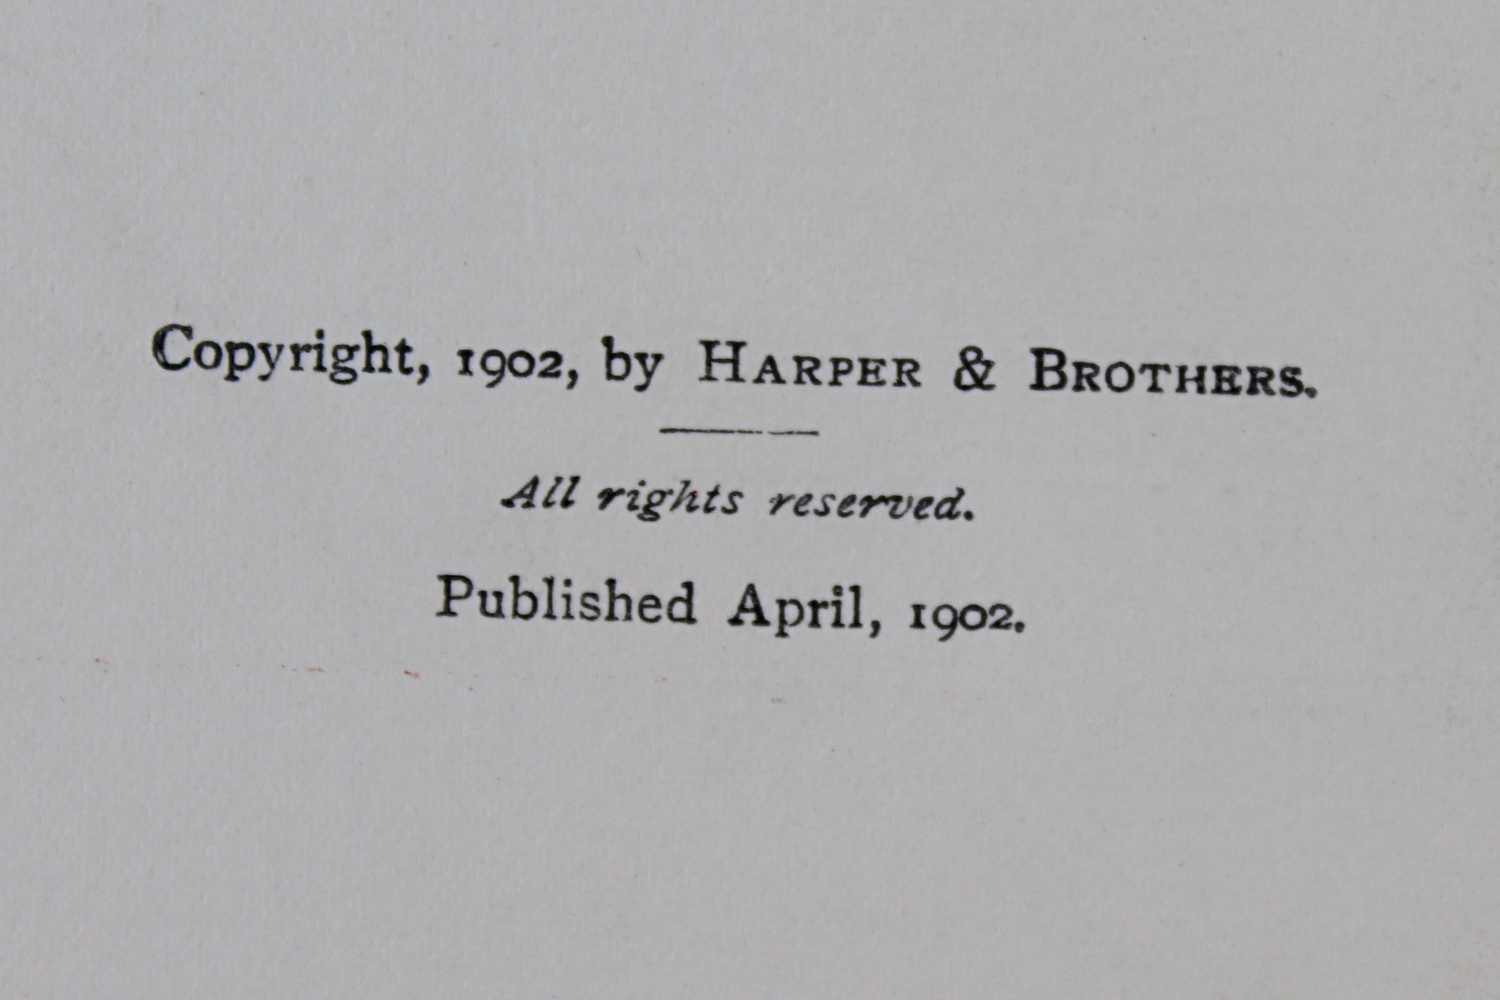 Copyright, 1902, by HARPER & BROTHERS.
All rights reserved.
Published April, 1902.